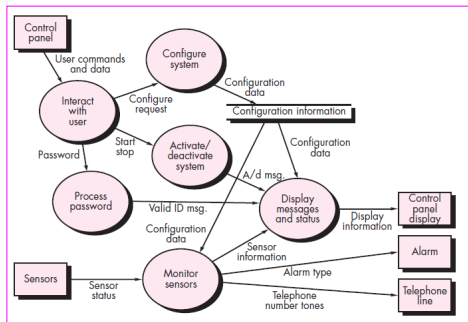 Control
panel
User commands
and data
Configure
system
Configuration
data
Interact
with
user
Configure
request
Configuration information
Start
stop
Configuration
data
Password
Activate/
deactivate
system
A/d msg.
Process
password
Valid ID msg.
Display
messages
and status
Display
information
Control
panel
display
Configuration
data
Sensor
information
Alarm
Sensors
Sensor
status
Monitor
sensors
Alarm type
Telephone
number tones
Telephone
line